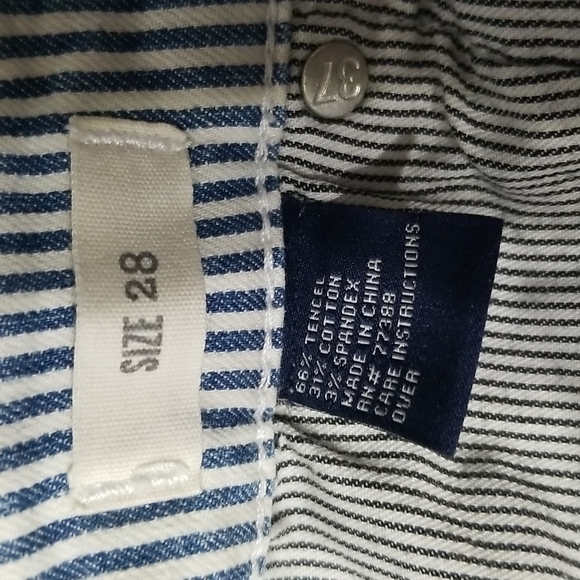 37
SIZE 28
66% TENCEL
31% COTTON
3% SPANDEX
MADE IN CHINA
RN# 77388
CARE INSTRUCTIONS
OVER